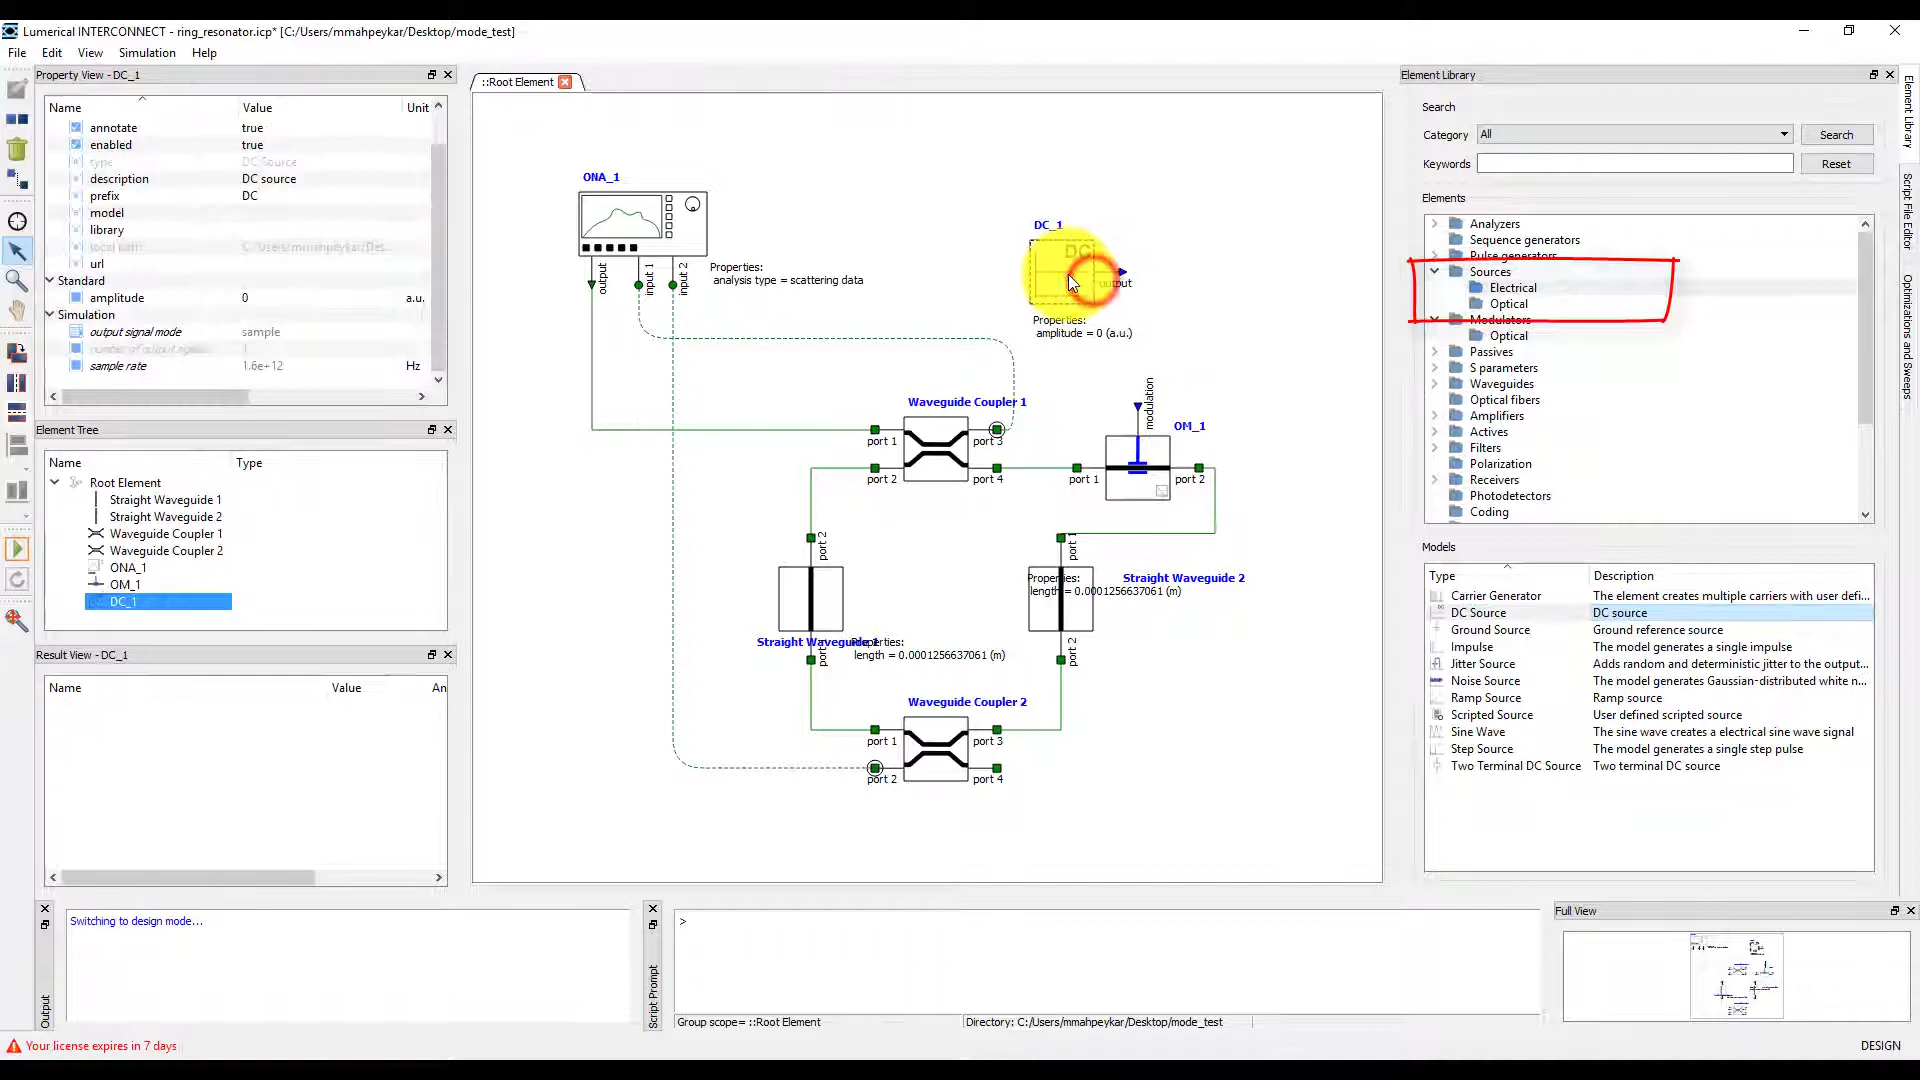 Lumerical INTERCONNECT - ring_resonator.icp* [C:/Users/mmahpeykar/Desktop/mode_test]
File Edit View Simulation Help
Property View - DC_1
Name Value Unit
annotate true
enabled true
type DC Source
description DC source
prefix DC
model
library
local path C:/Users/mmahpeykar/Des...
url
Standard
amplitude 0 a.u.
Simulation
output signal mode sample
sample rate 1.6e+12 Hz
Element Tree
Name Type
Root Element
Straight Waveguide 1
Straight Waveguide 2
Waveguide Coupler 1
Waveguide Coupler 2
ONA_1
OM_1
DC_1
Result View - DC_1
Name Value An
::Root Element
ONA_1
output
input 1
input 2
Properties:
analysis type = scattering data
DC_1
DC
output
Properties:
amplitude = 0 (a.u.)
Waveguide Coupler 1
port 1
port 3
port 2
port 4
modulation
OM_1
port 1
port 2
port 2
port 1
Straight Waveguide 2
Properties:
length = 0.0001256637061 (m)
Straight Waveguide
Properties:
length = 0.0001256637061 (m)
port 1
port 2
Waveguide Coupler 2
port 1
port 3
port 2
port 4
Element Library
Search
Category All Search
Keywords Reset
Elements
Analyzers
Sequence generators
Pulse generators
Sources
Electrical
Optical
Modulators
Optical
Passives
S parameters
Waveguides
Optical fibers
Amplifiers
Actives
Filters
Polarization
Receivers
Photodetectors
Coding
Models
Type Description
Carrier Generator The element creates multiple carriers with user defi...
DC Source DC source
Ground Source Ground reference source
Impulse The model generates a single impulse
Jitter Source Adds random and deterministic jitter to the output...
Noise Source The model generates Gaussian-distributed white n...
Ramp Source Ramp source
Scripted Source User defined scripted source
Sine Wave The sine wave creates a electrical sine wave signal
Step Source The model generates a single step pulse
Two Terminal DC Source Two terminal DC source
Element Library
Script File Editor
Optimizations and Sweeps
Output
Switching to design mode...
Script Prompt
>
Group scope= ::Root Element Directory: C:/Users/mmahpeykar/Desktop/mode_test
Full View
Your license expires in 7 days
DESIGN